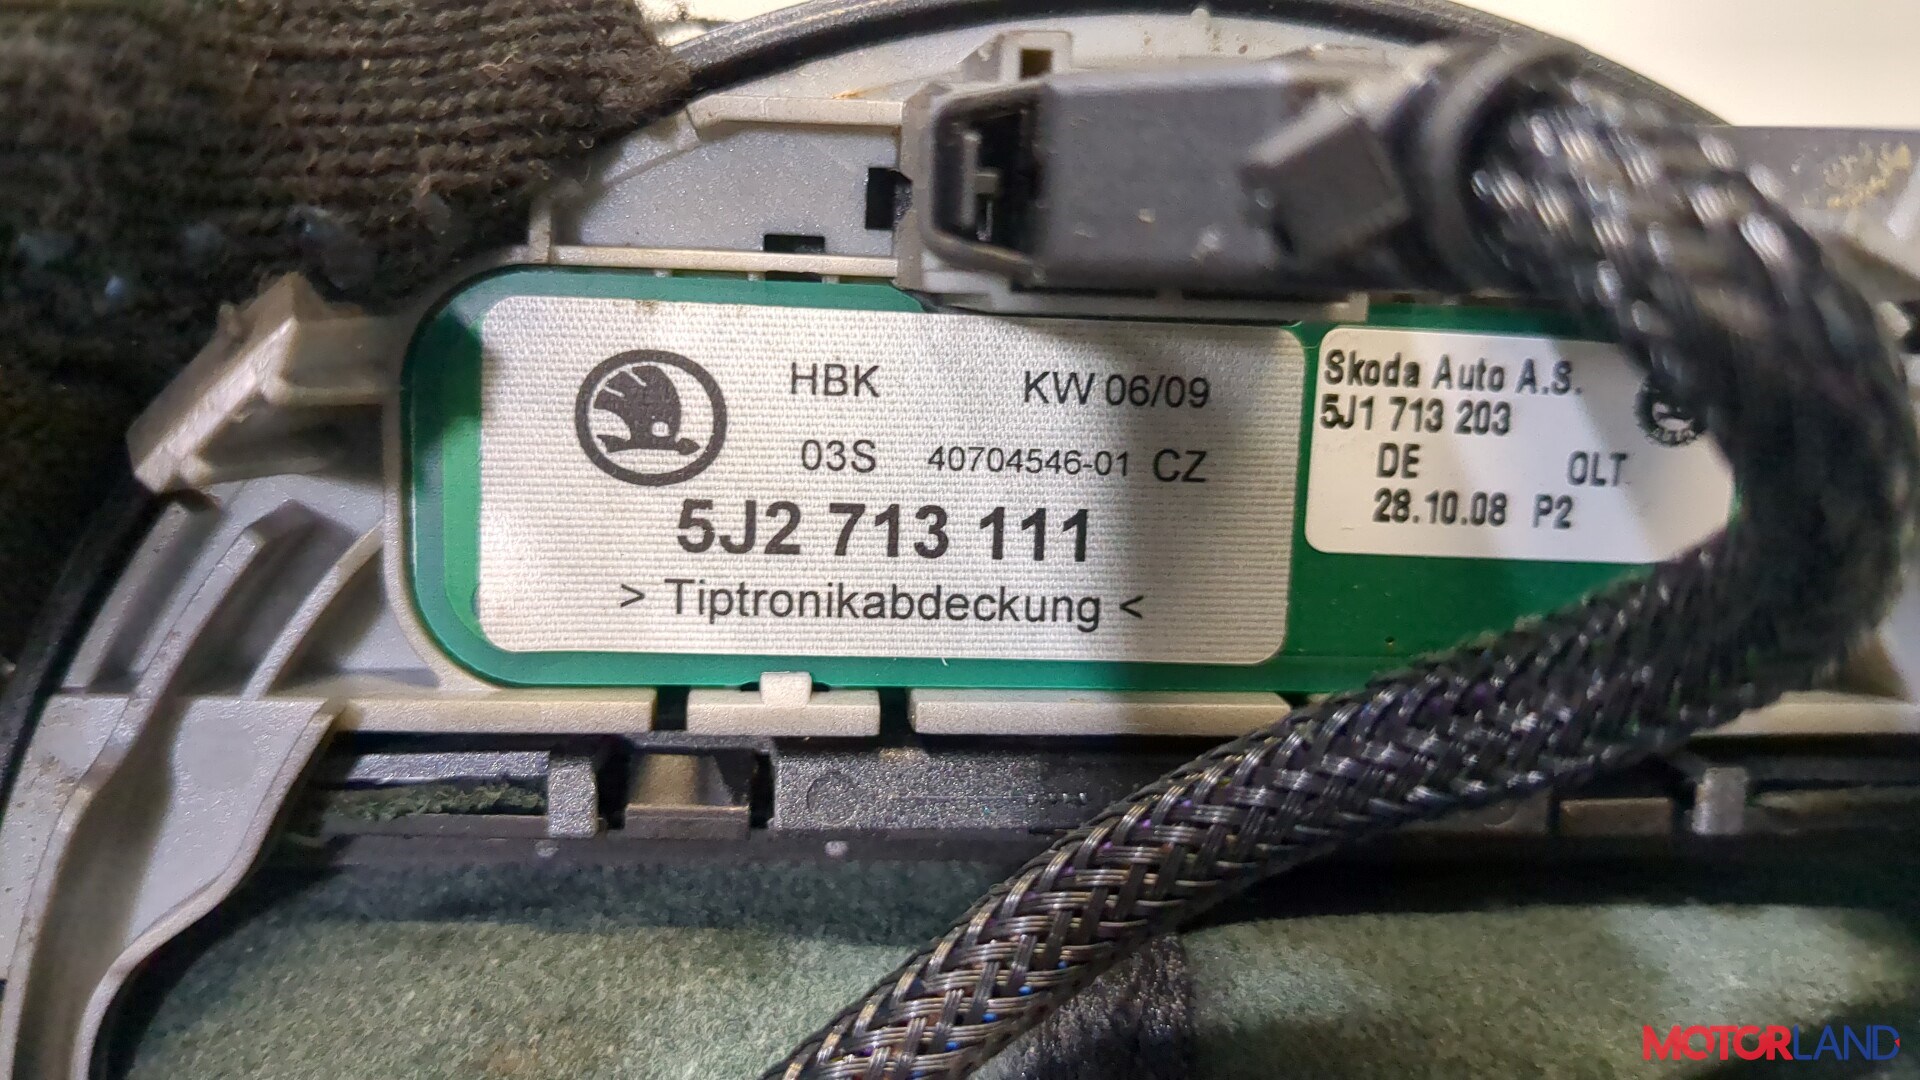 HBK KW 06/09
03S 40704546-01 CZ
5J2 713 111
> Tiptronikabdeckung <
Skoda Auto A.S.
5J1 713 203
DE OLT
28.10.08 P2
MOTORLAND